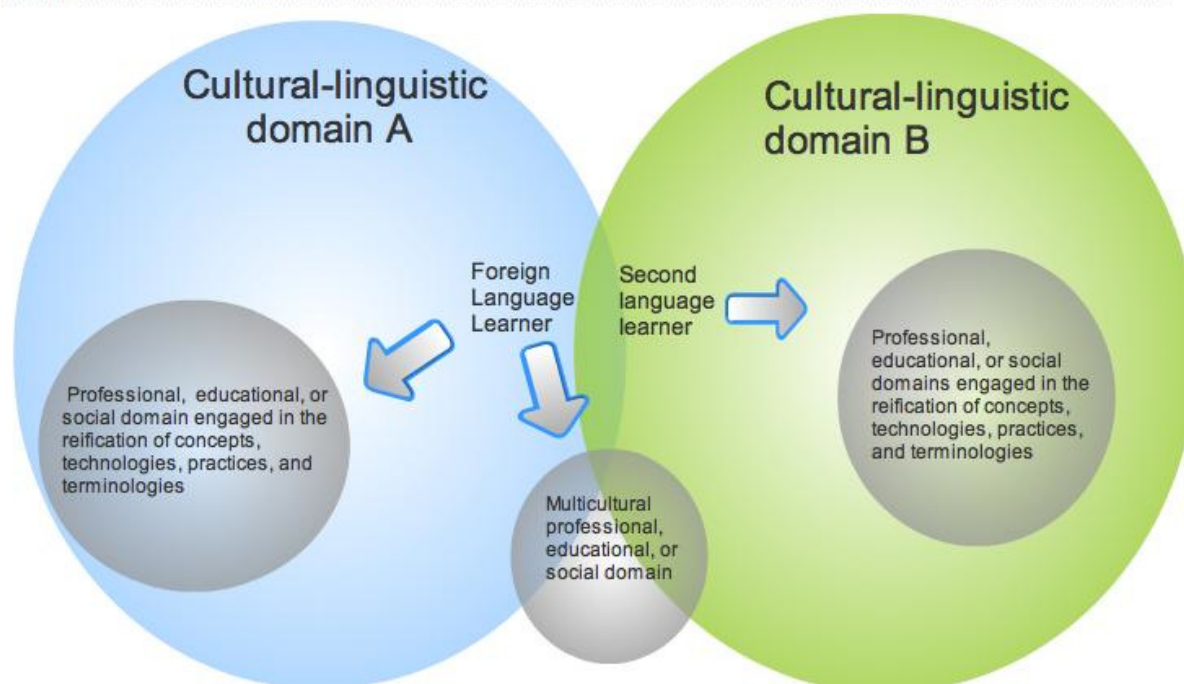 Cultural-linguistic
domain A
Cultural-linguistic
domain B
Foreign
Language
Learner
Second
language
learner
Professional, educational, or
social domain engaged in the
reification of concepts,
technologies, practices, and
terminologies
Professional,
educational, or social
domains engaged in the
reification of concepts,
technologies, practices,
and terminologies
Multicultural
professional,
educational, or
social domain